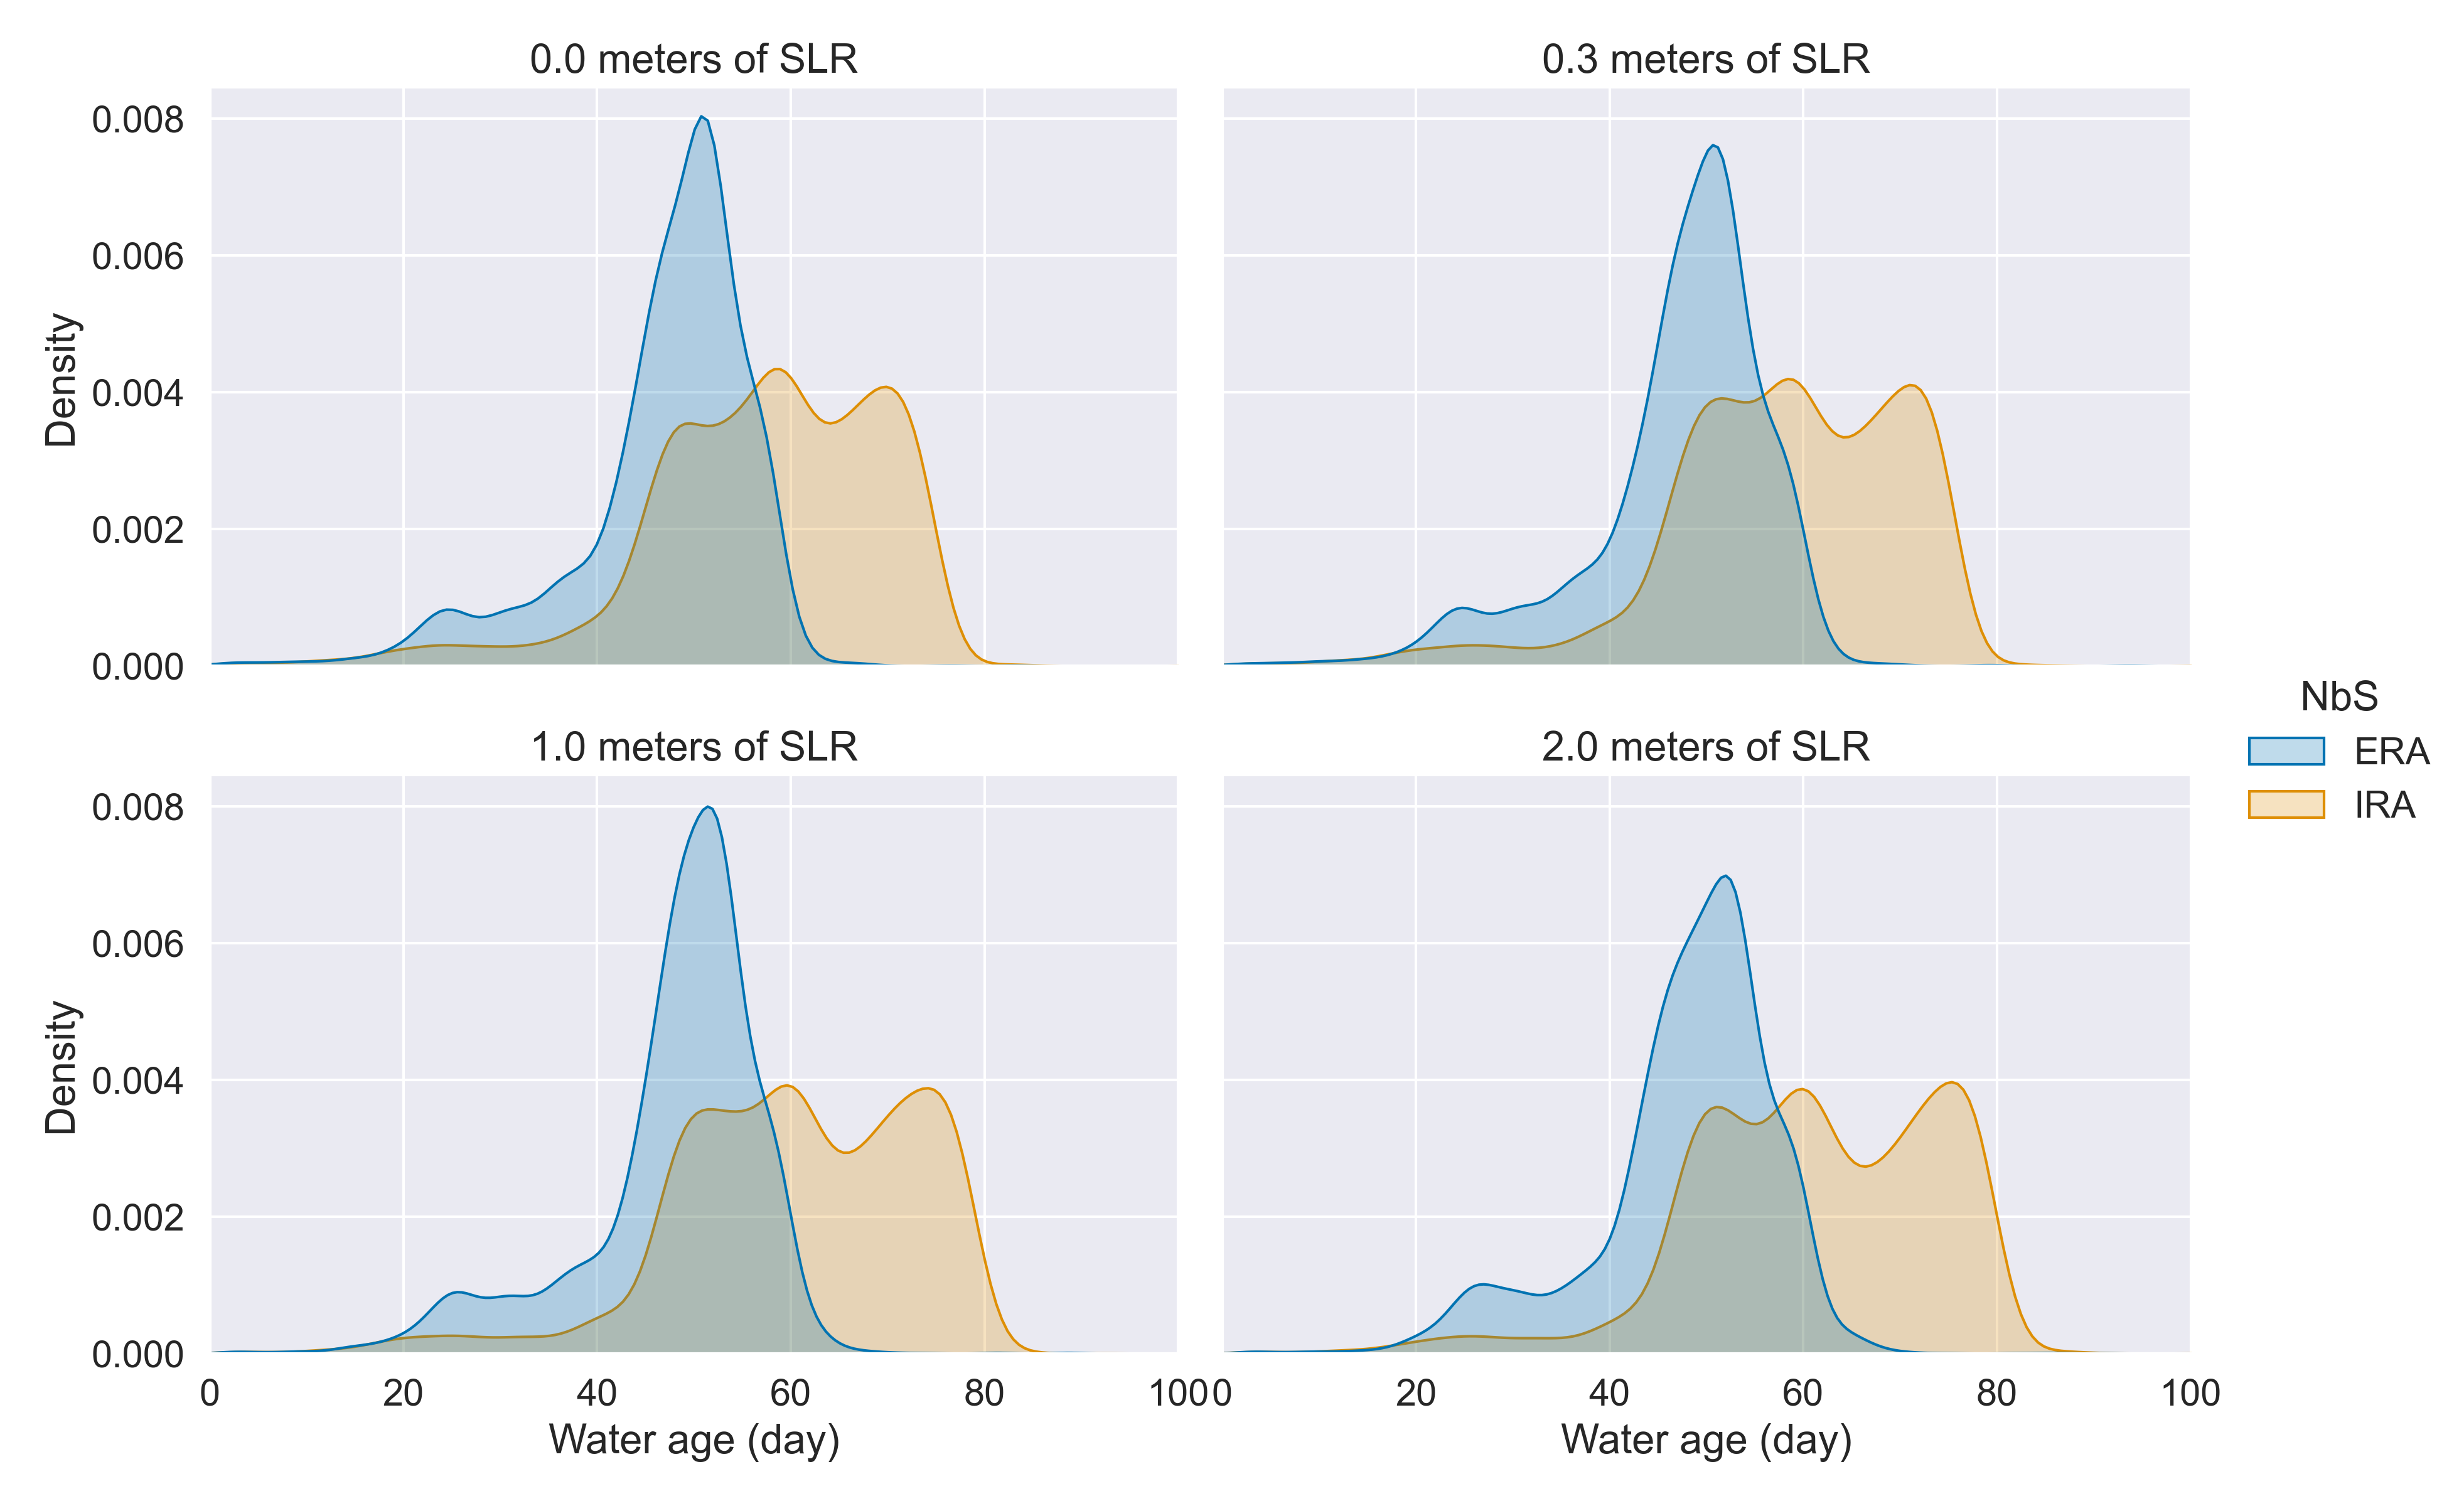 0.0 meters of SLR
0.3 meters of SLR
0.008
0.006
0.004
0.002
0.000
Density
NbS
ERA
IRA
1.0 meters of SLR
2.0 meters of SLR
0.008
0.006
0.004
0.002
0.000
Density
0 20 40 60 80 100
0 20 40 60 80 100
Water age (day)
Water age (day)